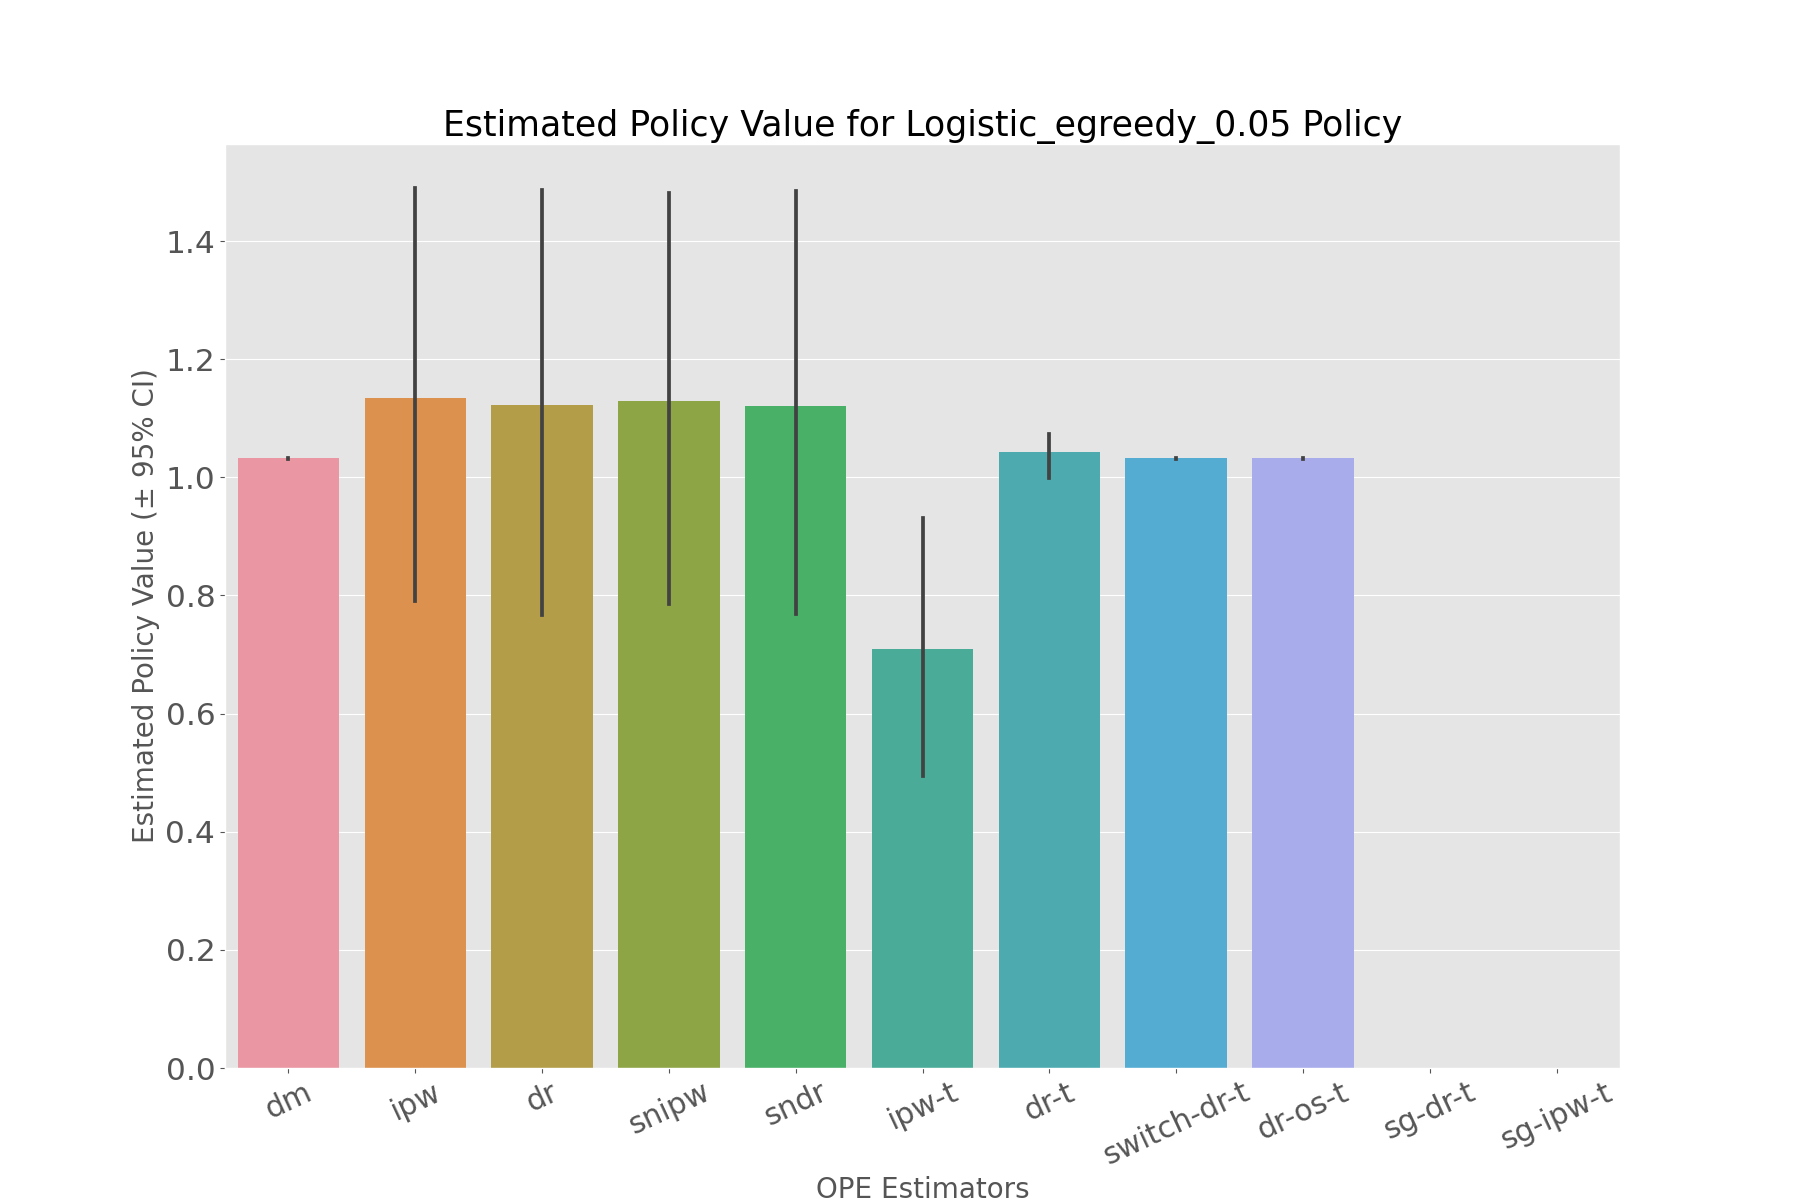 Estimated Policy Value for Logistic_egreedy_0.05 Policy
Estimated Policy Value (± 95% CI)
1.4
1.2
1.0
0.8
0.6
0.4
0.2
0.0
dm
ipw
dr
snipw
sndr
ipw-t
dr-t
switch-dr-t
dr-os-t
sg-dr-t
sg-ipw-t
OPE Estimators